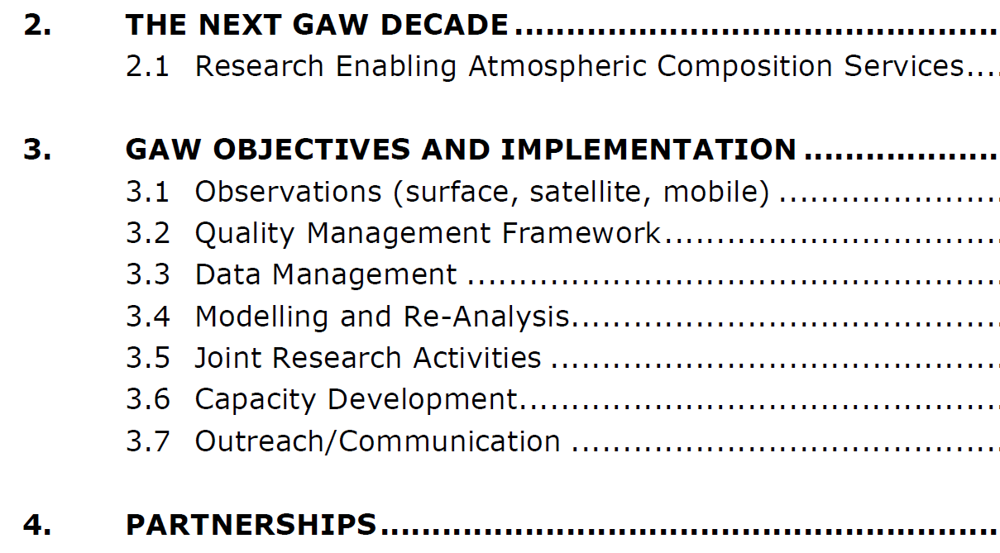 2. THE NEXT GAW DECADE..............................................
2.1 Research Enabling Atmospheric Composition Services....
3. GAW OBJECTIVES AND IMPLEMENTATION ...................
3.1 Observations (surface, satellite, mobile) ......................
3.2 Quality Management Framework.................................
3.3 Data Management ....................................................
3.4 Modelling and Re-Analysis..........................................
3.5 Joint Research Activities ............................................
3.6 Capacity Development...............................................
3.7 Outreach/Communication ..........................................
4. PARTNERSHIPS...........................................................